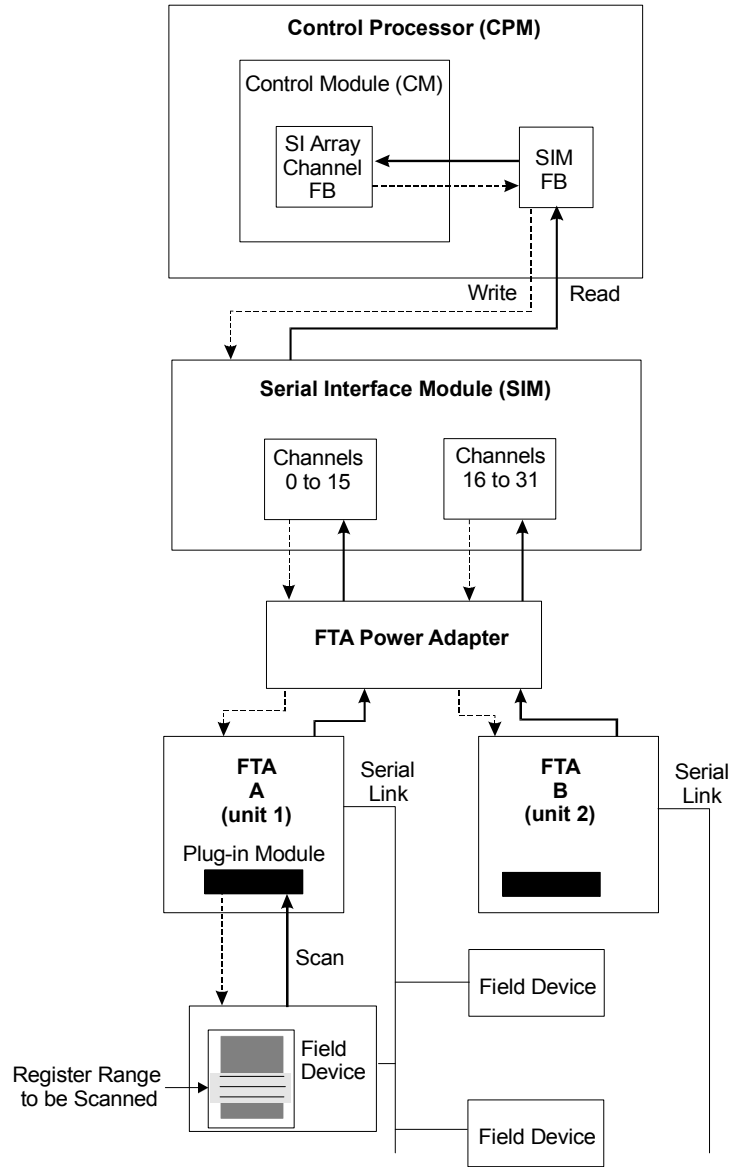 Control Processor (CPM)
Control Module (CM)
SI Array
Channel
FB
SIM
FB
Write
Read
Serial Interface Module (SIM)
Channels
0 to 15
Channels
16 to 31
FTA Power Adapter
FTA
A
(unit 1)
Serial
Link
FTA
B
(unit 2)
Serial
Link
Plug-in Module
Scan
Field Device
Field
Device
Register Range
to be Scanned
Field Device